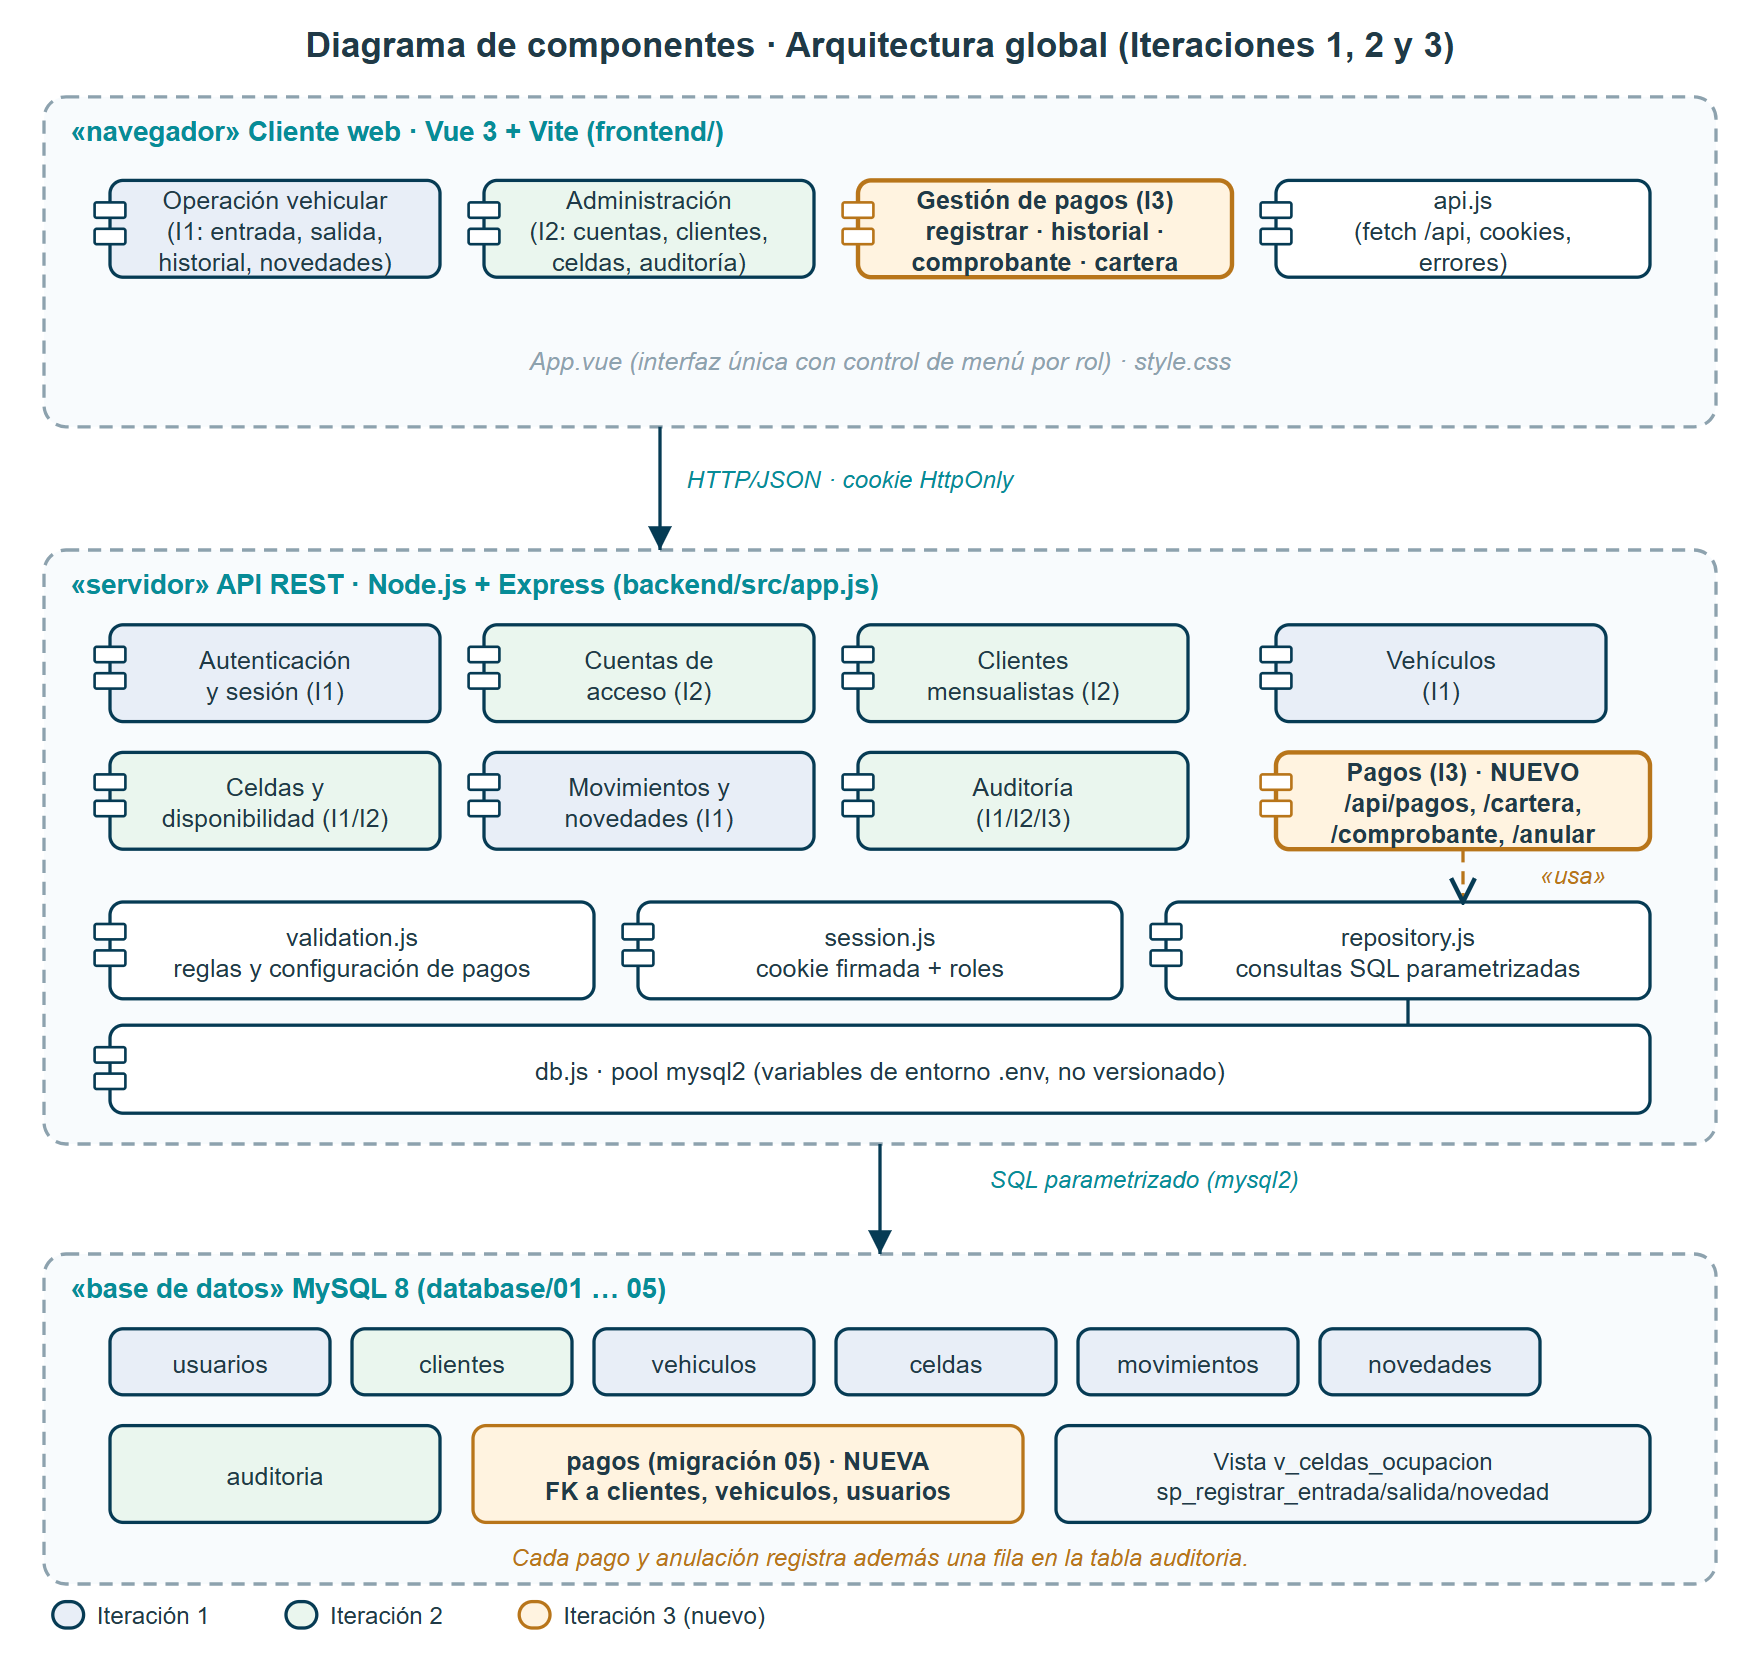 Diagrama de componentes · Arquitectura global (Iteraciones 1, 2 y 3)
«navegador» Cliente web · Vue 3 + Vite (frontend/)
Operación vehicular
(I1: entrada, salida,
historial, novedades)
Administración
(I2: cuentas, clientes,
celdas, auditoría)
Gestión de pagos (I3)
registrar · historial ·
comprobante · cartera
api.js
(fetch /api, cookies,
errores)
App.vue (interfaz única con control de menú por rol) · style.css
HTTP/JSON · cookie HttpOnly
«servidor» API REST · Node.js + Express (backend/src/app.js)
Autenticación
y sesión (I1)
Cuentas de
acceso (I2)
Clientes
mensualistas (I2)
Vehículos
(I1)
Celdas y
disponibilidad (I1/I2)
Movimientos y
novedades (I1)
Auditoría
(I1/I2/I3)
Pagos (I3) · NUEVO
/api/pagos, /cartera,
/comprobante, /anular
«usa»
validation.js
reglas y configuración de pagos
session.js
cookie firmada + roles
repository.js
consultas SQL parametrizadas
db.js · pool mysql2 (variables de entorno .env, no versionado)
SQL parametrizado (mysql2)
«base de datos» MySQL 8 (database/01 … 05)
usuarios
clientes
vehiculos
celdas
movimientos
novedades
auditoria
pagos (migración 05) · NUEVA
FK a clientes, vehiculos, usuarios
Vista v_celdas_ocupacion
sp_registrar_entrada/salida/novedad
Cada pago y anulación registra además una fila en la tabla auditoria.
Iteración 1
Iteración 2
Iteración 3 (nuevo)